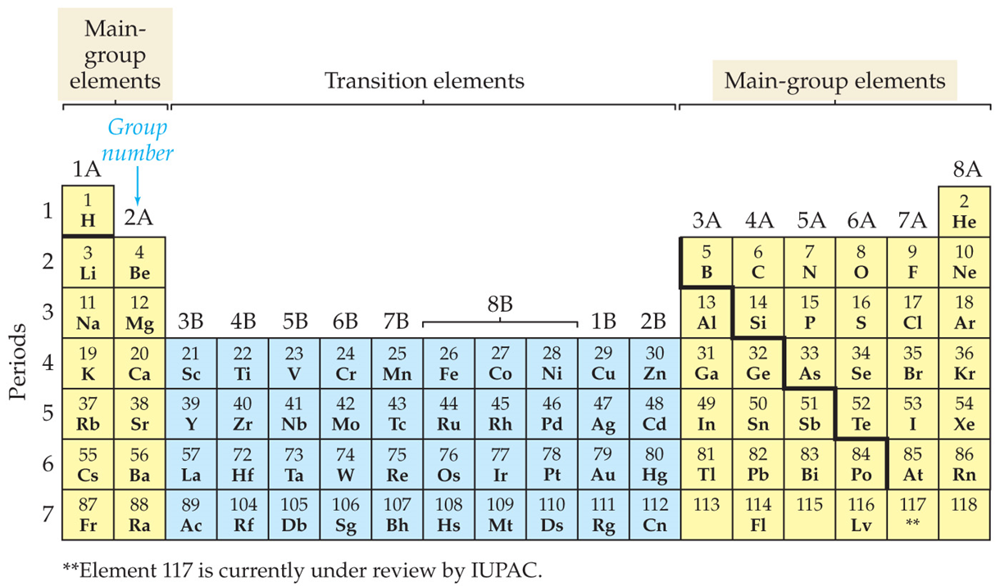 Main-
group
elements
Transition elements
Main-group elements
Group
number
1A
8A
1 H
2 He
1
2A
3A 4A 5A 6A 7A
2
3 Li
4 Be
5 B
6 C
7 N
8 O
9 F
10 Ne
3
11 Na
12 Mg
3B 4B 5B 6B 7B 8B 1B 2B
13 Al
14 Si
15 P
16 S
17 Cl
18 Ar
Periods
4
19 K
20 Ca
21 Sc
22 Ti
23 V
24 Cr
25 Mn
26 Fe
27 Co
28 Ni
29 Cu
30 Zn
31 Ga
32 Ge
33 As
34 Se
35 Br
36 Kr
5
37 Rb
38 Sr
39 Y
40 Zr
41 Nb
42 Mo
43 Tc
44 Ru
45 Rh
46 Pd
47 Ag
48 Cd
49 In
50 Sn
51 Sb
52 Te
53 I
54 Xe
6
55 Cs
56 Ba
57 La
72 Hf
73 Ta
74 W
75 Re
76 Os
77 Ir
78 Pt
79 Au
80 Hg
81 Tl
82 Pb
83 Bi
84 Po
85 At
86 Rn
7
87 Fr
88 Ra
89 Ac
104 Rf
105 Db
106 Sg
107 Bh
108 Hs
109 Mt
110 Ds
111 Rg
112 Cn
113
114 Fl
115
116 Lv
117 **
118
**Element 117 is currently under review by IUPAC.